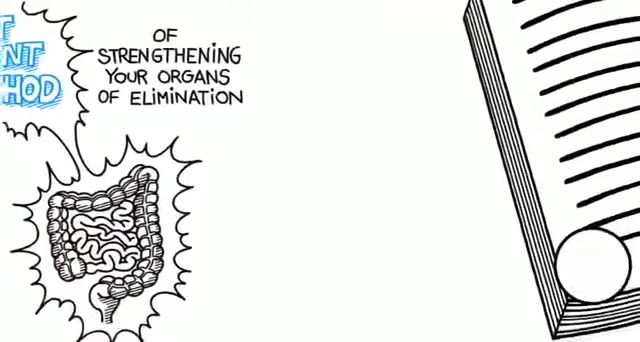 OF
STRENGTHENING
YOUR ORGANS
OF ELIMINATION